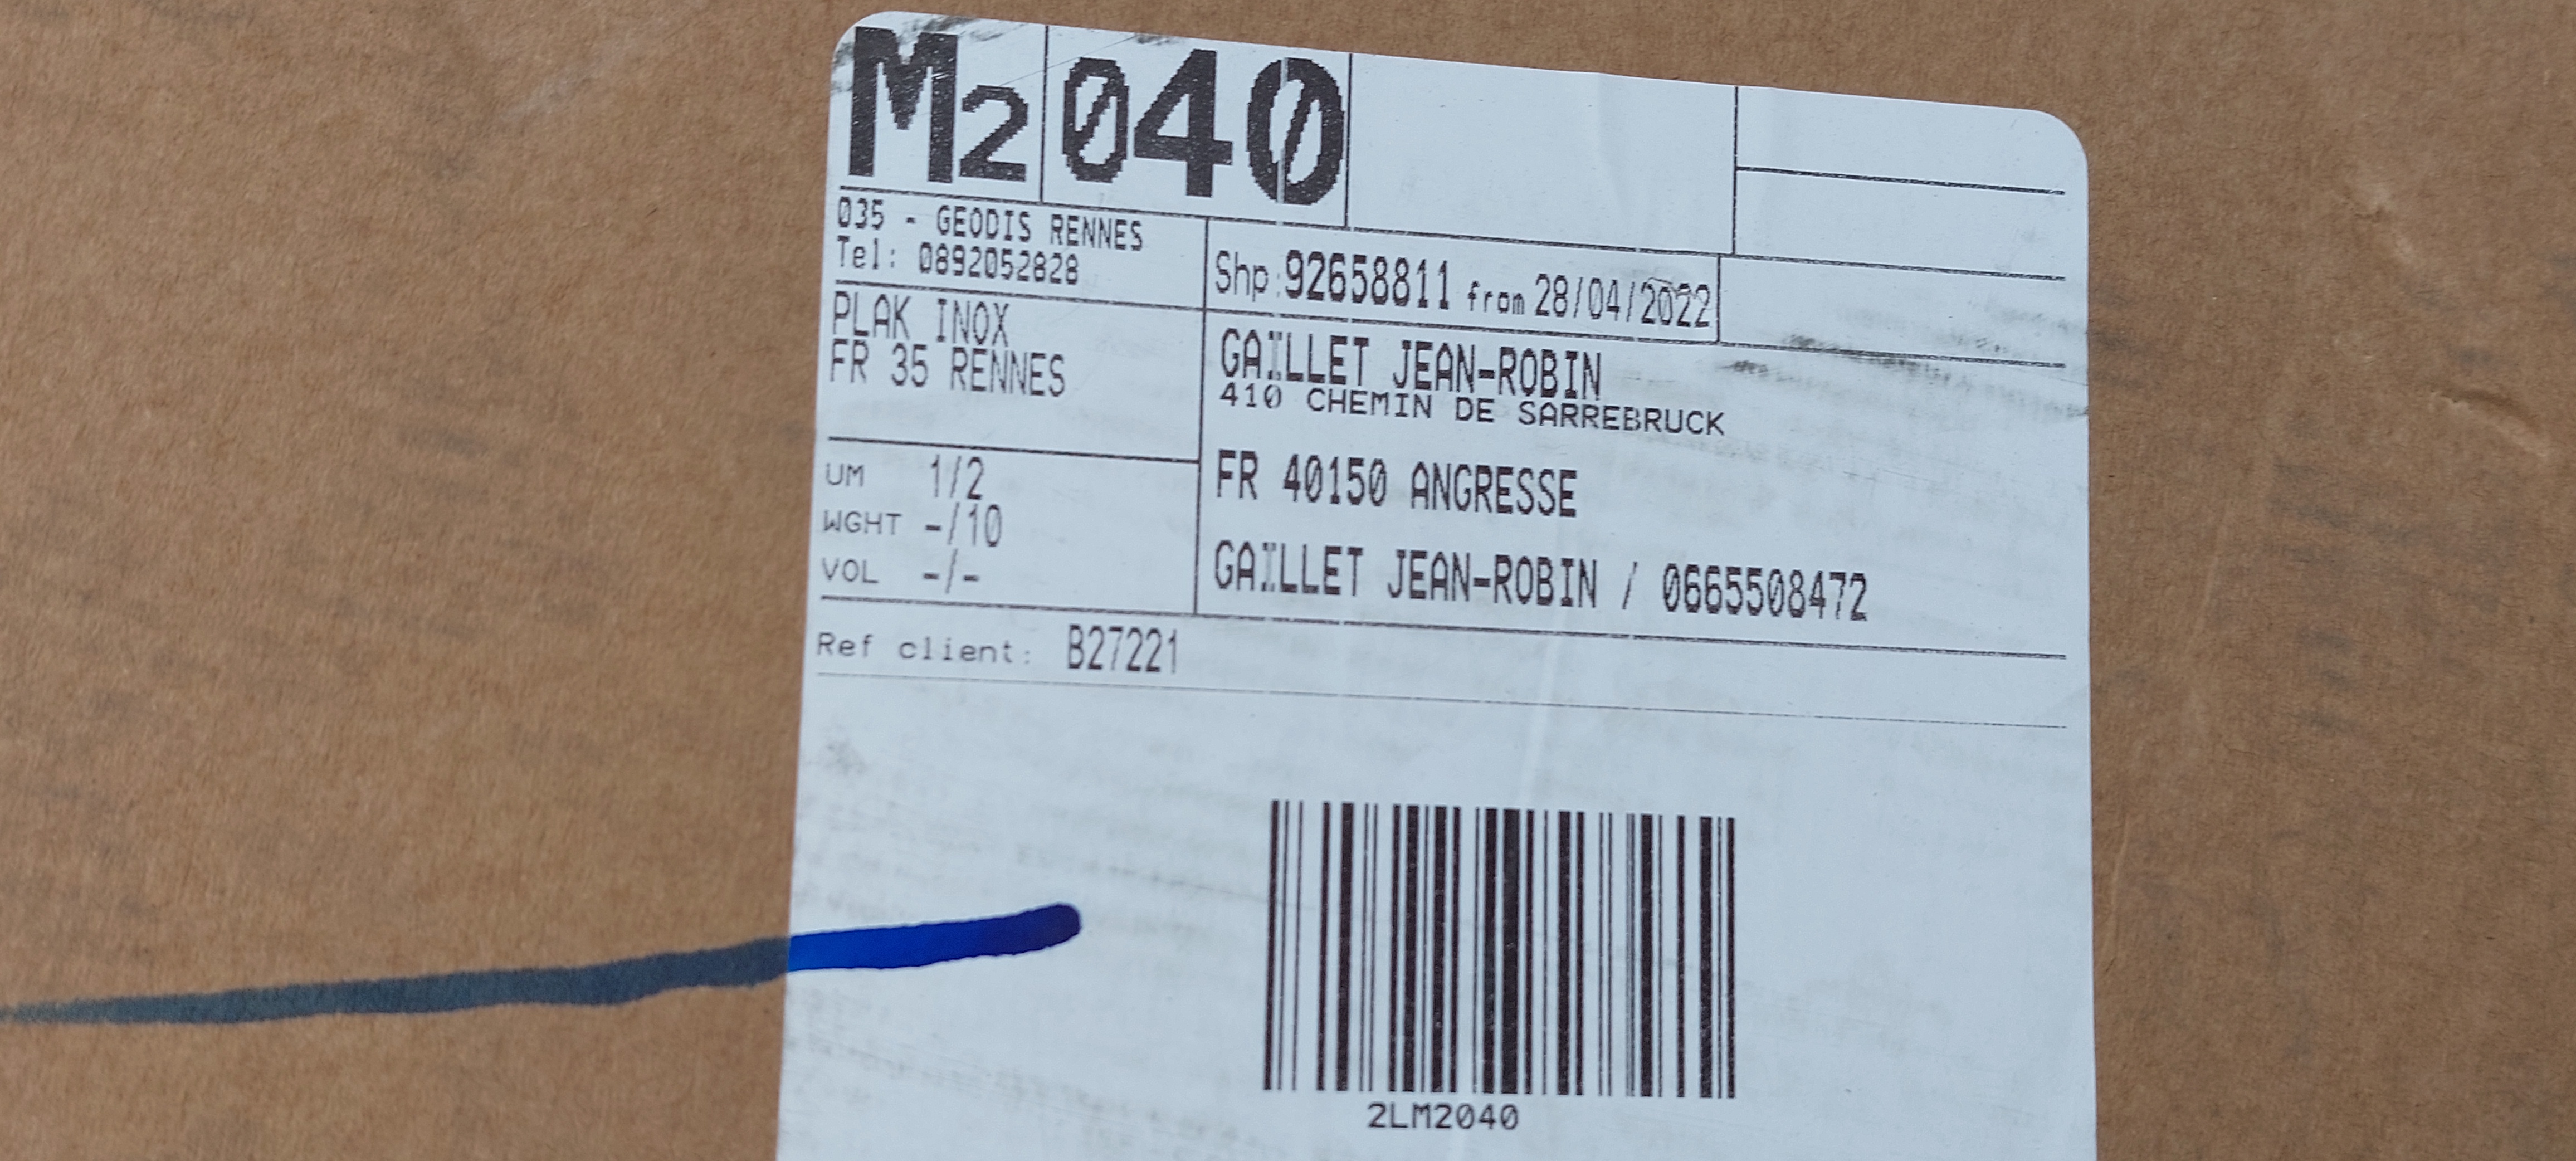 M2 040
035 - GEODIS RENNES
Tel: 0892052828
Shp:92658811 from 28/04/2022
PLAK INOX
FR 35 RENNES
GAÏLLET JEAN-ROBIN
410 CHEMIN DE SARREBRUCK
FR 40150 ANGRESSE
GAÏLLET JEAN-ROBIN / 0665508472
UM 1/2
WGHT -/10
VOL -/-
Ref client: B27221
2LM2040